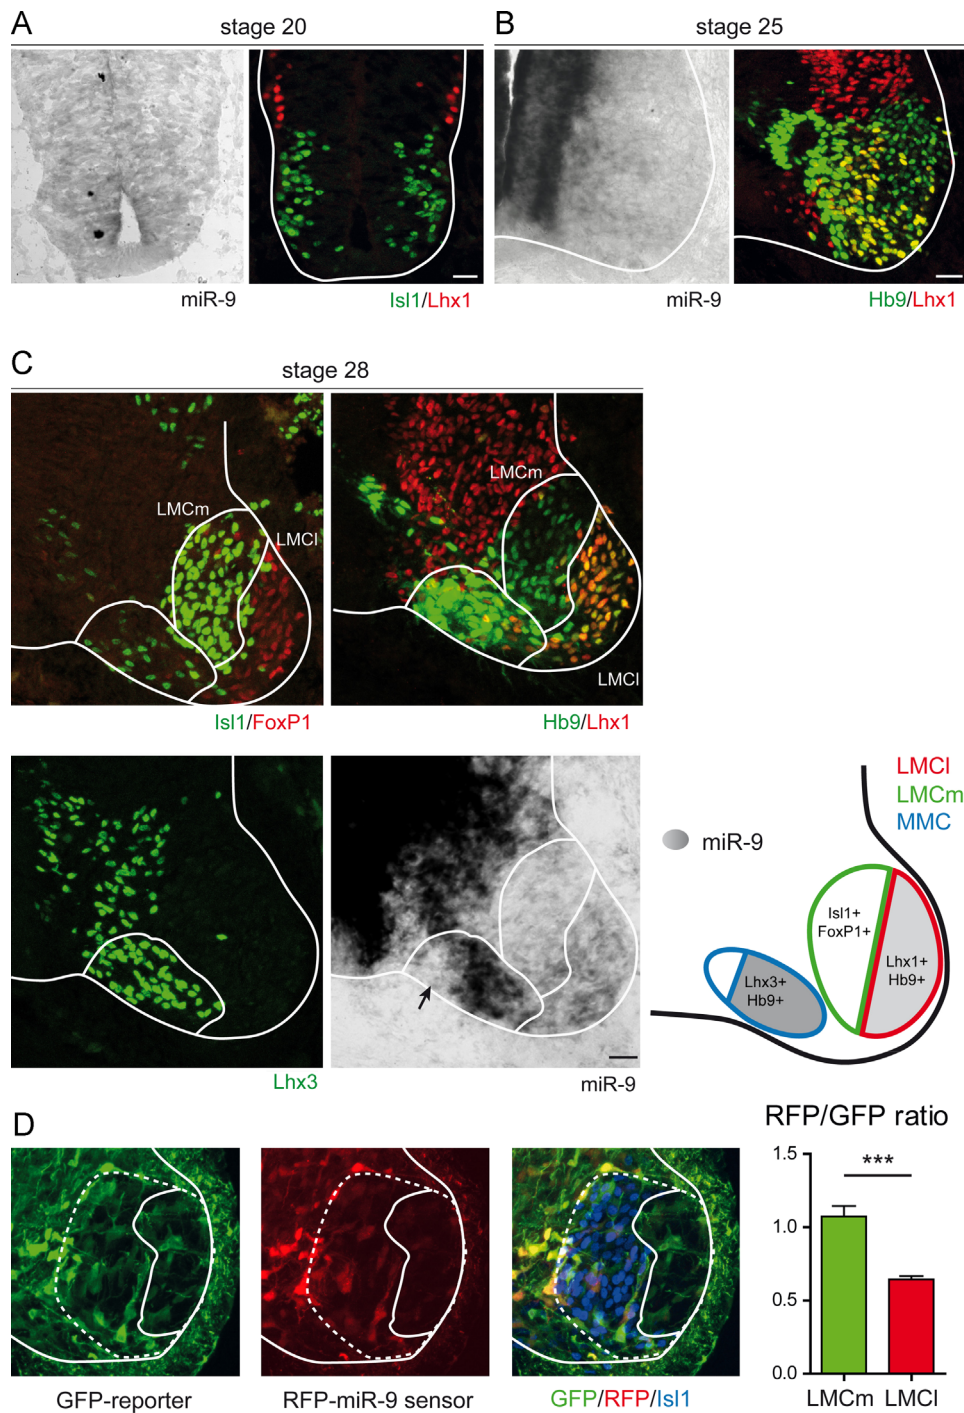 A
stage 20
B
stage 25
miR-9
Isl1/Lhx1
miR-9
Hb9/Lhx1
C
stage 28
LMCm
LMCl
LMCm
LMCl
Isl1/FoxP1
Hb9/Lhx1
LMCl
LMCm
MMC
miR-9
Isl1+
FoxP1+
Lhx1+
Hb9+
Lhx3+
Hb9+
Lhx3
miR-9
D
RFP/GFP ratio
1.5
***
1.0
0.5
0.0
LMCm LMCl
GFP-reporter
RFP-miR-9 sensor
GFP/RFP/Isl1